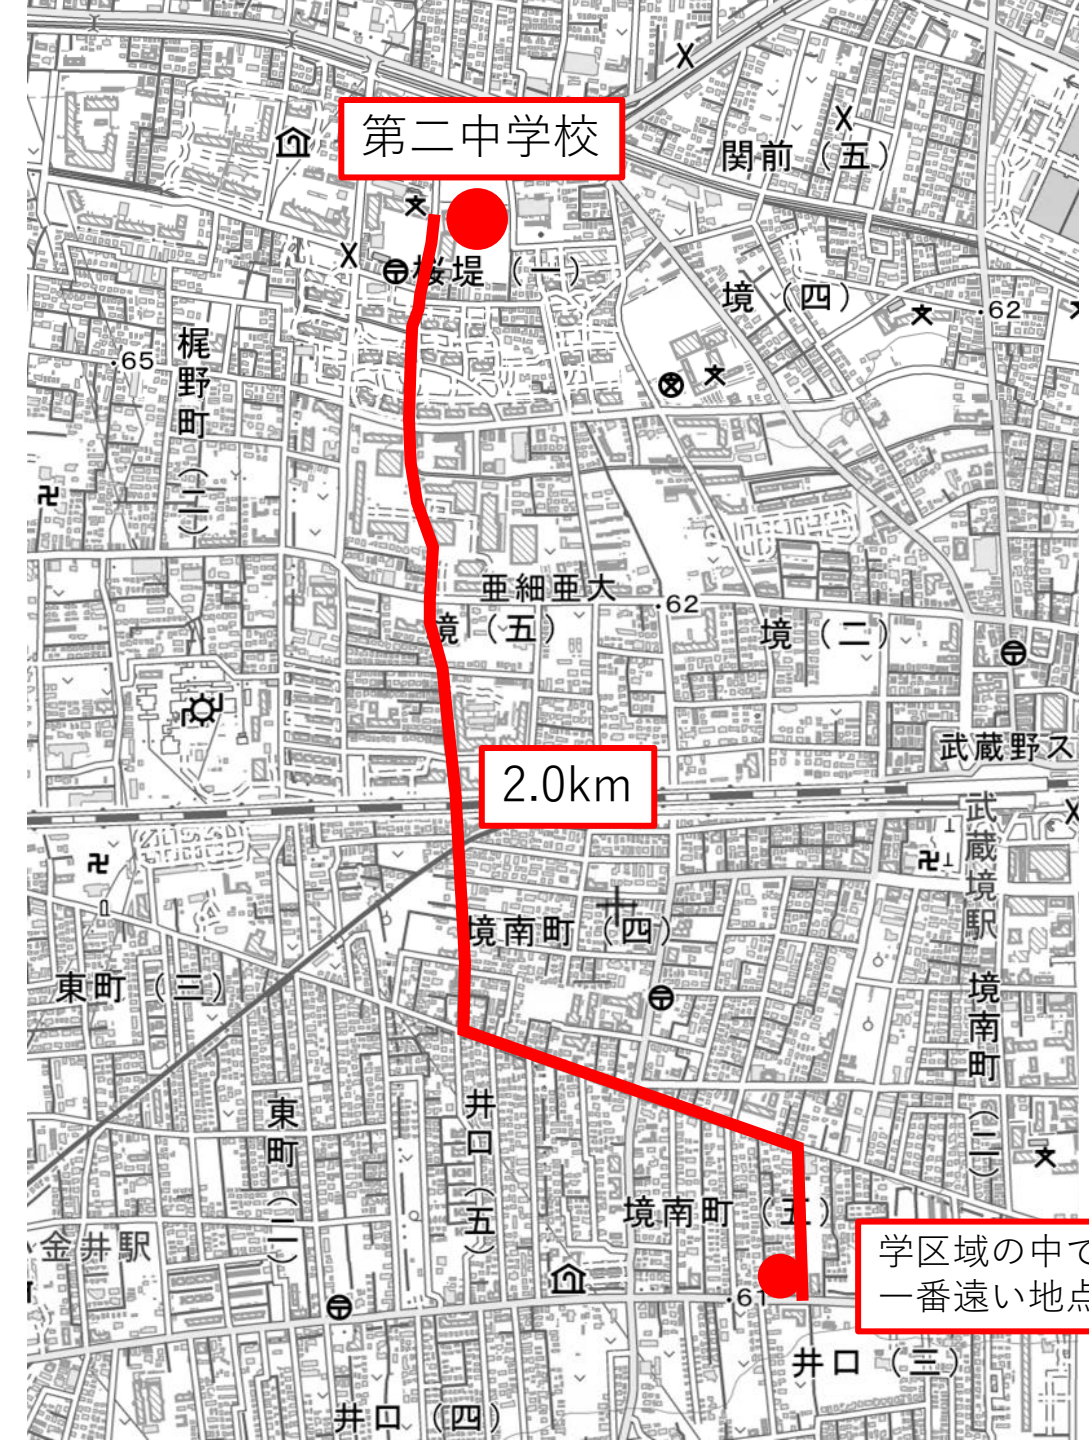 第二中学校
関前（五）
桜堤（一）
境（四）
・62
梶野町（二）
・65
亜細亜大
・62
境（五）
境（二）
武蔵野ス
2.0km
武蔵境駅
境南町（四）
東町（三）
境南町（二）
東町（二）
井口（五）
境南町（五）
金井駅
学区域の中で
一番遠い地点
・61
井口（三）
井口（四）